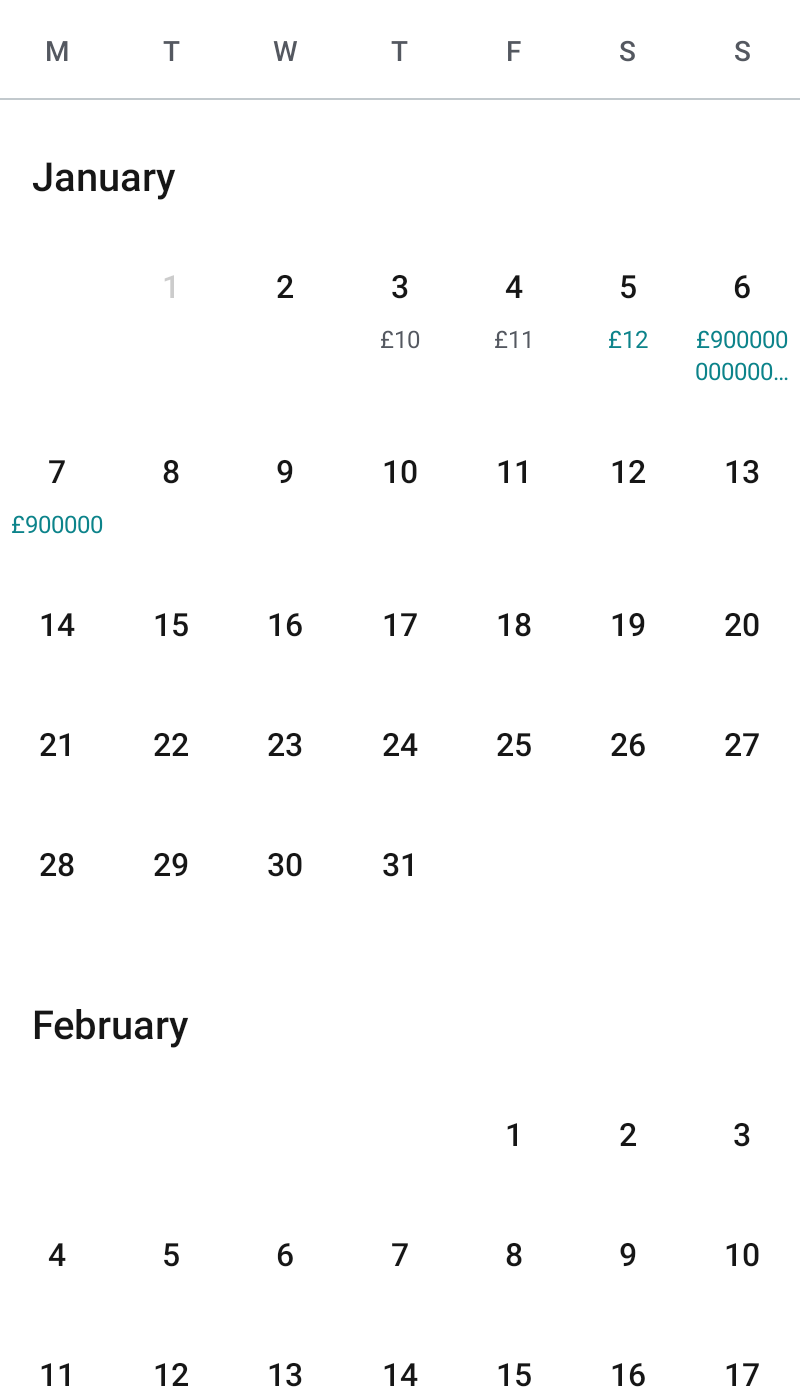 M T W T F S S
January
1 2 3 4 5 6
£10 £11 £12 £900000
000000...
7 8 9 10 11 12 13
£900000
14 15 16 17 18 19 20
21 22 23 24 25 26 27
28 29 30 31
February
1 2 3
4 5 6 7 8 9 10
11 12 13 14 15 16 17